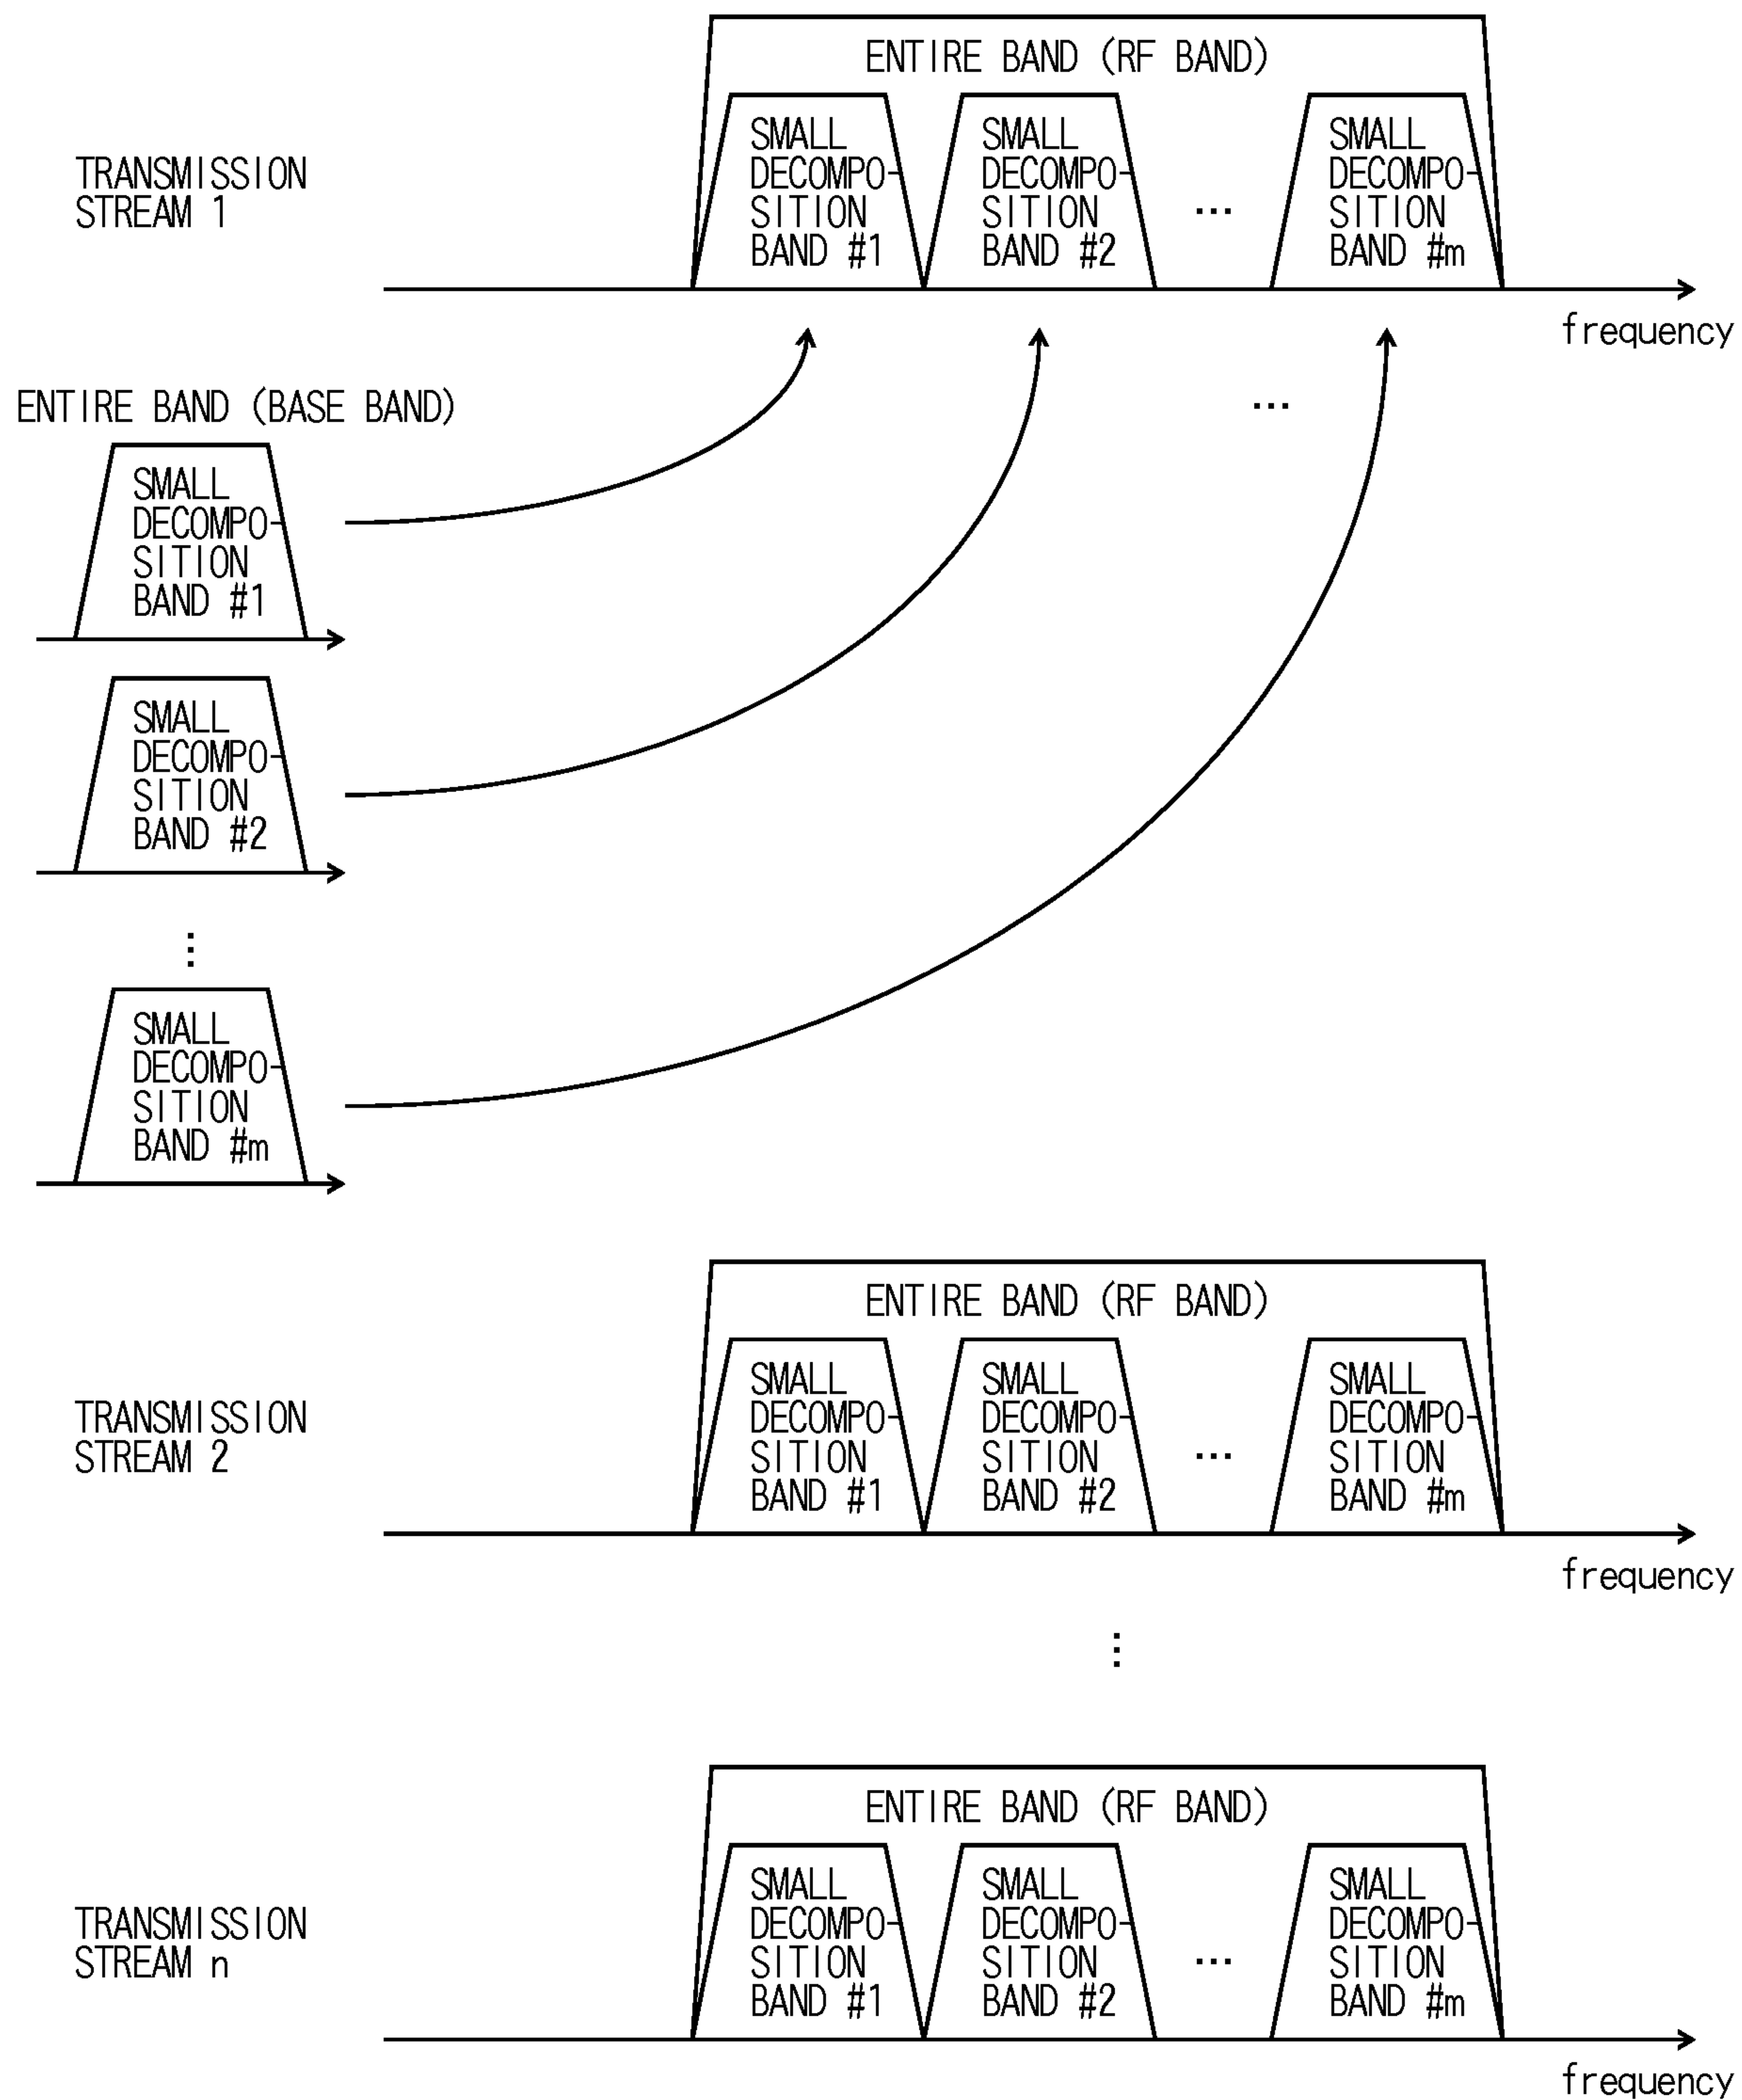 ENTIRE BAND (RF BAND)
TRANSMISSION
STREAM 1
SMALL
DECOMPO-
SITION
BAND #1
SMALL
DECOMPO-
SITION
BAND #2
...
SMALL
DECOMPO-
SITION
BAND #m
frequency
ENTIRE BAND (BASE BAND)
...
SMALL
DECOMPO-
SITION
BAND #1
SMALL
DECOMPO-
SITION
BAND #2
...
SMALL
DECOMPO-
SITION
BAND #m
ENTIRE BAND (RF BAND)
TRANSMISSION
STREAM 2
SMALL
DECOMPO-
SITION
BAND #1
SMALL
DECOMPO-
SITION
BAND #2
...
SMALL
DECOMPO-
SITION
BAND #m
frequency
...
ENTIRE BAND (RF BAND)
TRANSMISSION
STREAM n
SMALL
DECOMPO-
SITION
BAND #1
SMALL
DECOMPO-
SITION
BAND #2
...
SMALL
DECOMPO-
SITION
BAND #m
frequency